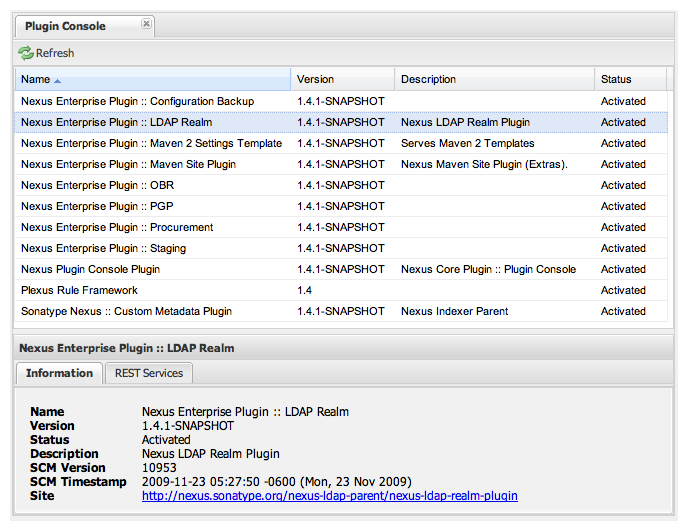 Plugin Console
Refresh
Name Version Description Status
Nexus Enterprise Plugin :: Configuration Backup 1.4.1-SNAPSHOT Activated
Nexus Enterprise Plugin :: LDAP Realm 1.4.1-SNAPSHOT Nexus LDAP Realm Plugin Activated
Nexus Enterprise Plugin :: Maven 2 Settings Template 1.4.1-SNAPSHOT Serves Maven 2 Templates Activated
Nexus Enterprise Plugin :: Maven Site Plugin 1.4.1-SNAPSHOT Nexus Maven Site Plugin (Extras). Activated
Nexus Enterprise Plugin :: OBR 1.4.1-SNAPSHOT Activated
Nexus Enterprise Plugin :: PGP 1.4.1-SNAPSHOT Activated
Nexus Enterprise Plugin :: Procurement 1.4.1-SNAPSHOT Activated
Nexus Enterprise Plugin :: Staging 1.4.1-SNAPSHOT Activated
Nexus Plugin Console Plugin 1.4.1-SNAPSHOT Nexus Core Plugin :: Plugin Console Activated
Plexus Rule Framework 1.4 Activated
Sonatype Nexus :: Custom Metadata Plugin 1.4.1-SNAPSHOT Nexus Indexer Parent Activated
Nexus Enterprise Plugin :: LDAP Realm
Information REST Services
Name Nexus Enterprise Plugin :: LDAP Realm
Version 1.4.1-SNAPSHOT
Status Activated
Description Nexus LDAP Realm Plugin
SCM Version 10953
SCM Timestamp 2009-11-23 05:27:50 -0600 (Mon, 23 Nov 2009)
Site http://nexus.sonatype.org/nexus-ldap-parent/nexus-ldap-realm-plugin